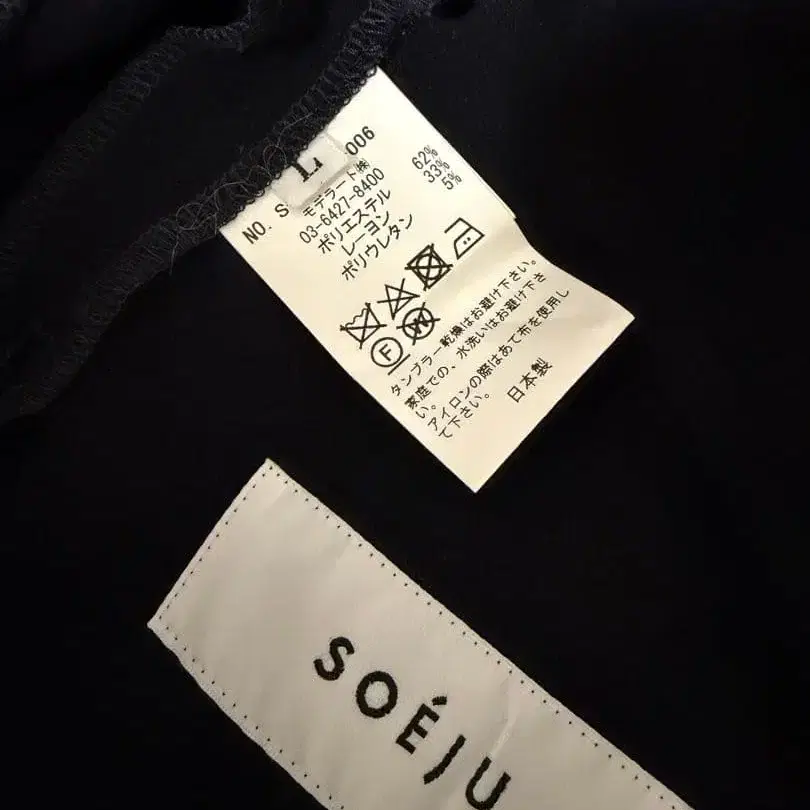 L
NO. S 006
モデラート㈱
03-6427-8400
ポリエステル 62%
レーヨン 33%
ポリウレタン 5%
F W
タンブラー乾燥はお避け下さい。
家庭での、水洗いはお避け下さ
い。
アイロンの際はあて布を使用し
て下さい。
日本製
SOÉJU